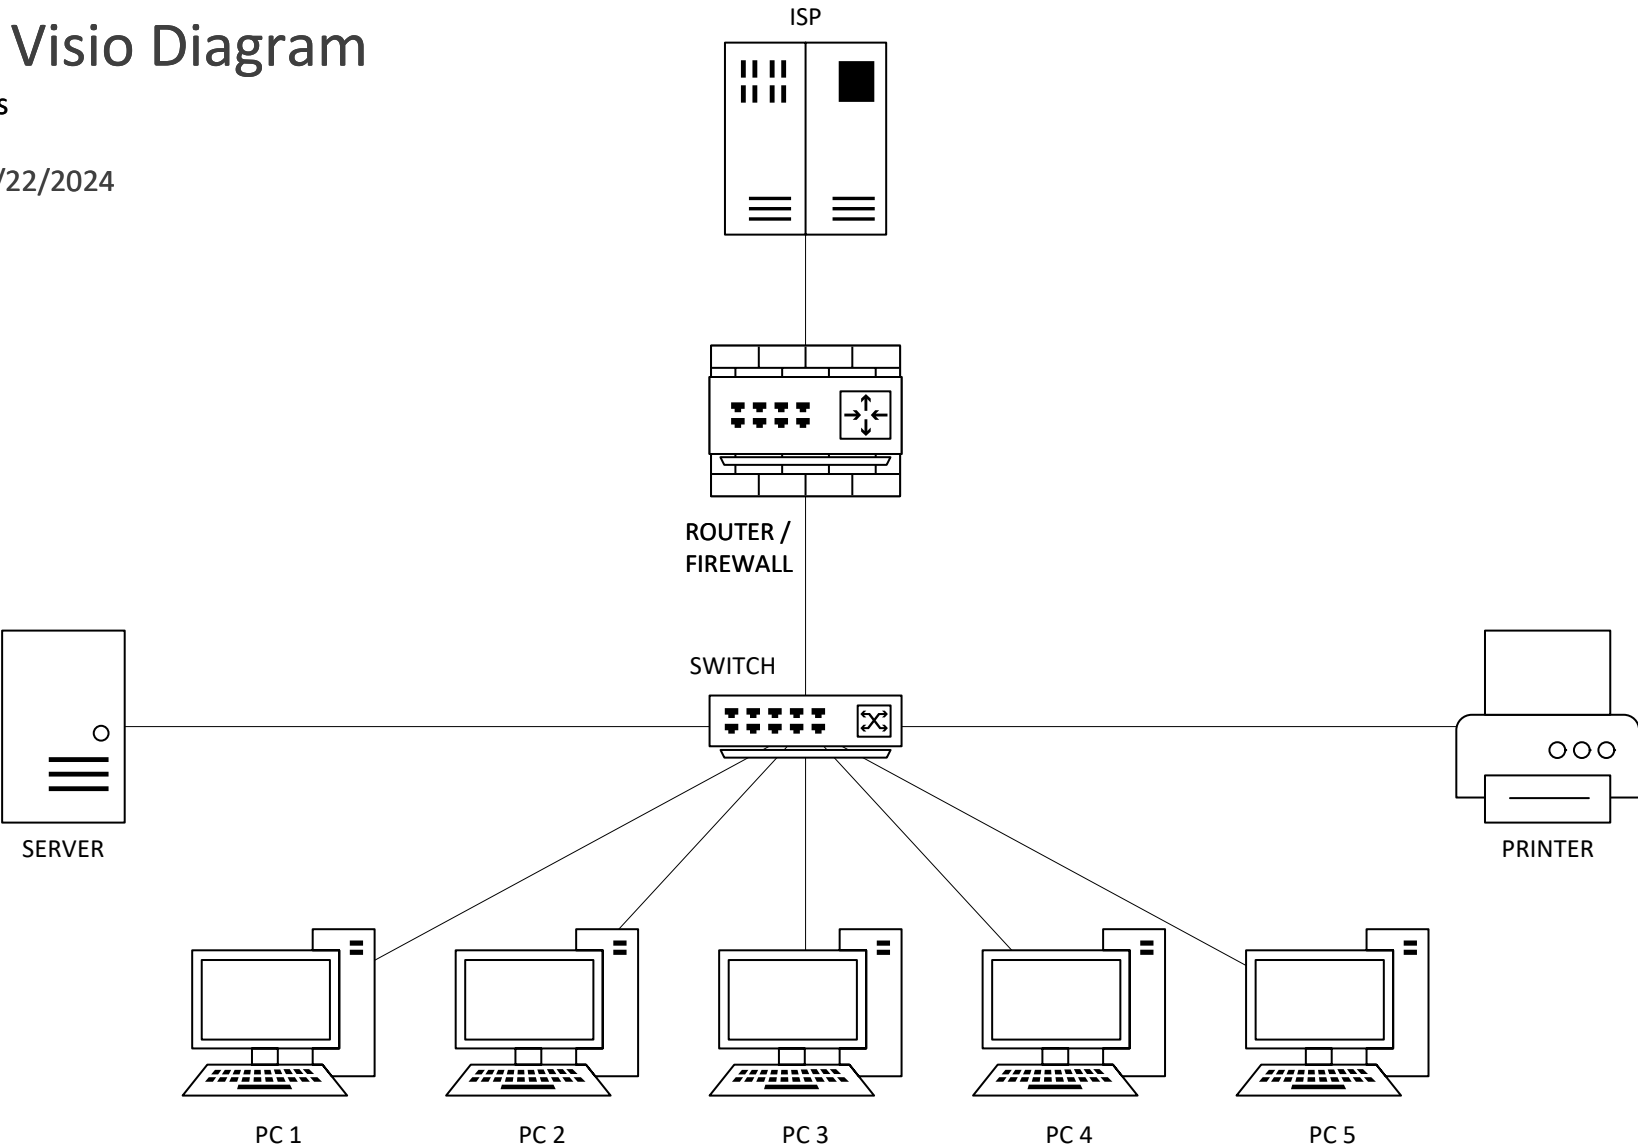 Visio Diagram
s
/22/2024
ISP
ROUTER /
FIREWALL
SWITCH
SERVER
PRINTER
PC 1
PC 2
PC 3
PC 4
PC 5